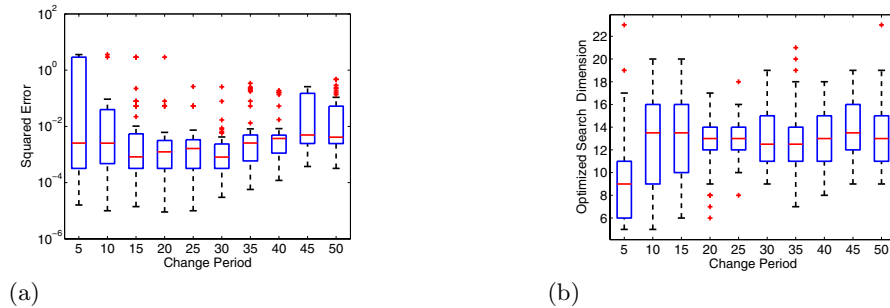 10^2
10^0
10^−2
10^−4
10^−6
Squared Error
5 10 15 20 25 30 35 40 45 50
Change Period
(a)
22
20
18
16
14
12
10
8
6
Optimized Search Dimension
5 10 15 20 25 30 35 40 45 50
Change Period
(b)